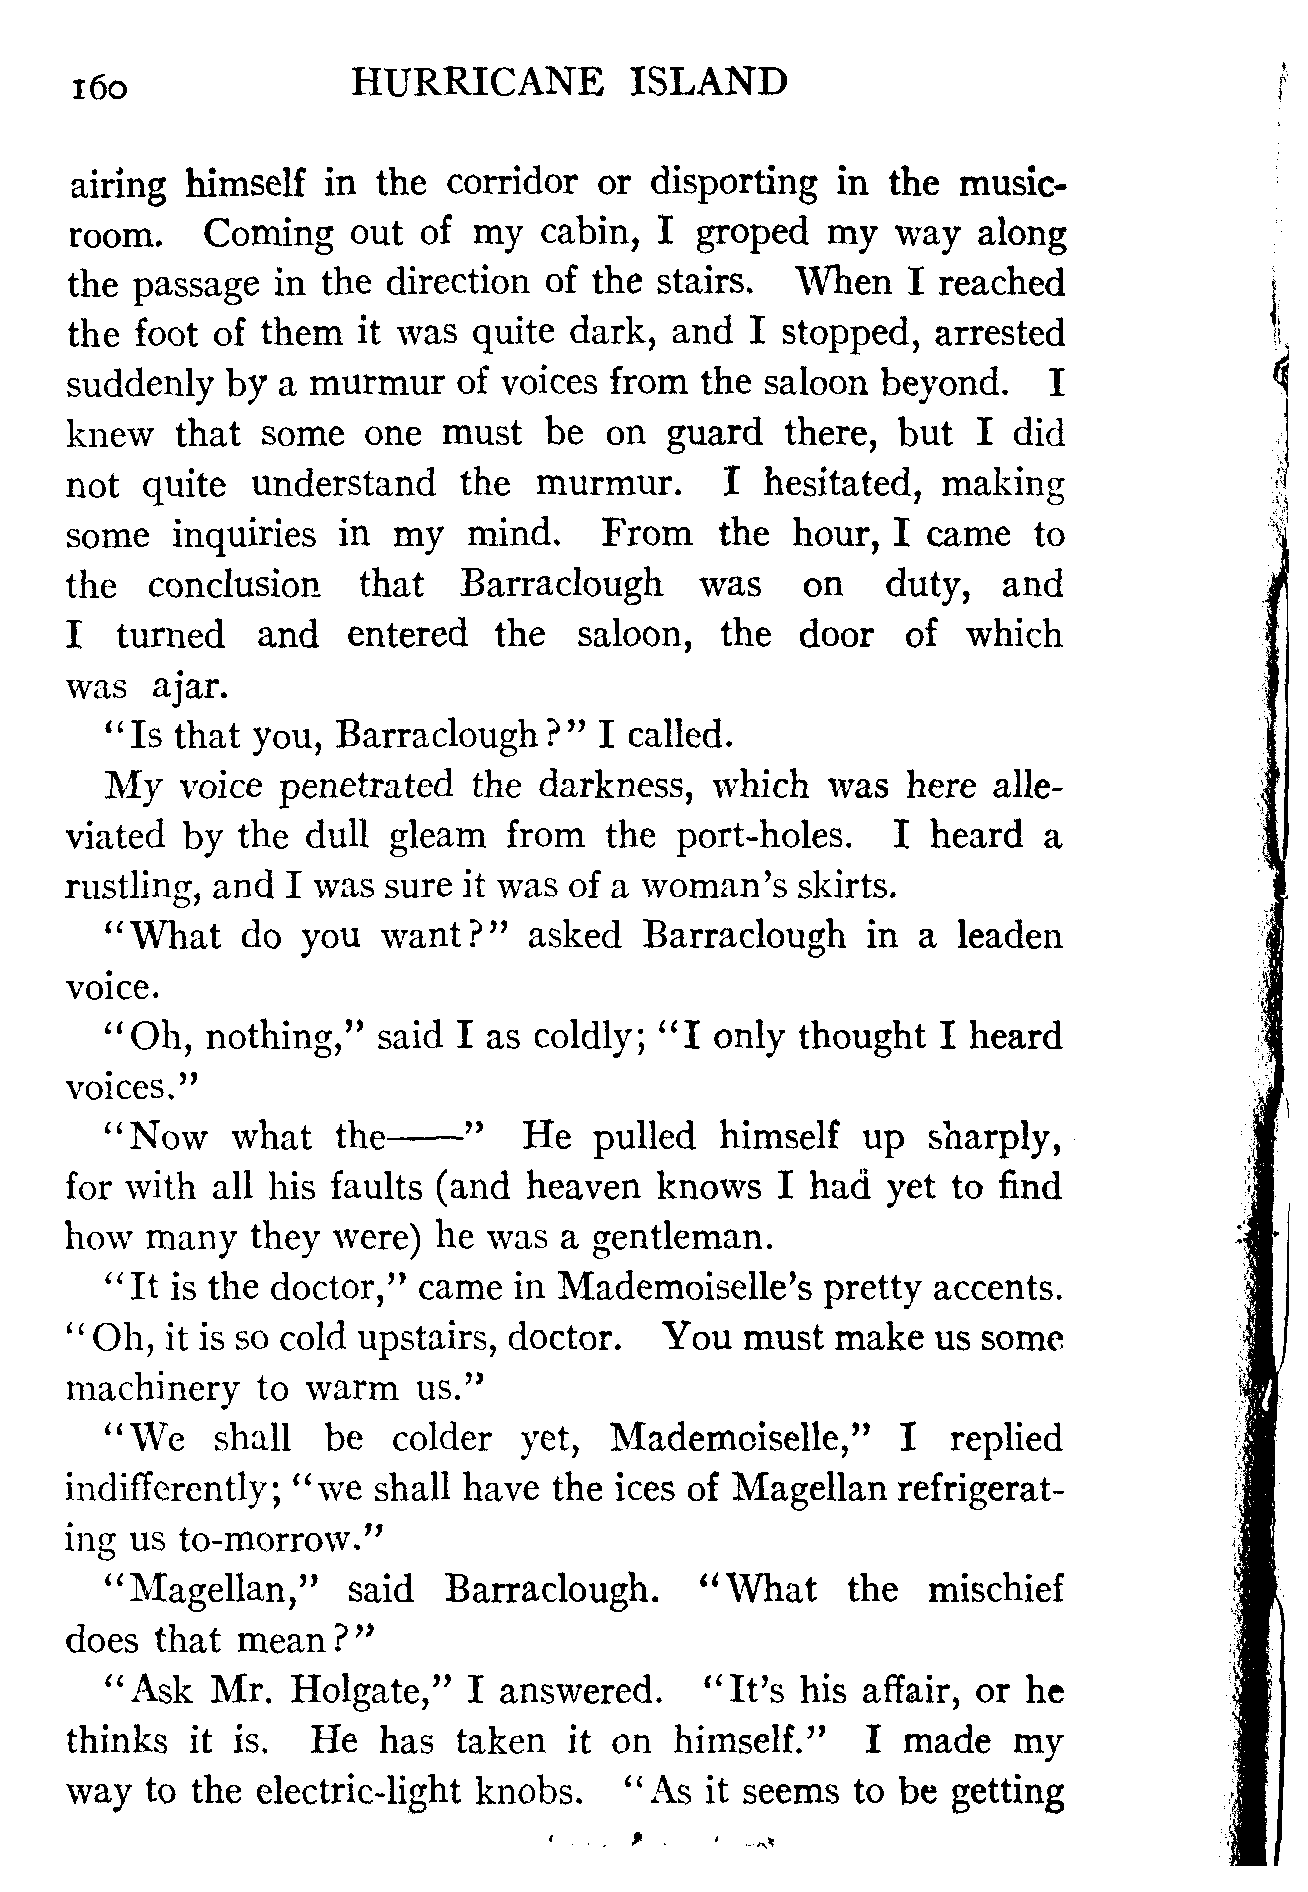 160 HURRICANE ISLAND
airing himself in the corridor or disporting in the music-
room. Coming out of my cabin, I groped my way along
the passage in the direction of the stairs. When I reached
the foot of them it was quite dark, and I stopped, arrested
suddenly by a murmur of voices from the saloon beyond. I
knew that some one must be on guard there, but I did
not quite understand the murmur. I hesitated, making
some inquiries in my mind. From the hour, I came to
the conclusion that Barraclough was on duty, and
I turned and entered the saloon, the door of which
was ajar.
"Is that you, Barraclough?" I called.
My voice penetrated the darkness, which was here alle-
viated by the dull gleam from the port-holes. I heard a
rustling, and I was sure it was of a woman's skirts.
"What do you want?" asked Barraclough in a leaden
voice.
"Oh, nothing," said I as coldly; "I only thought I heard
voices."
"Now what the——" He pulled himself up sharply,
for with all his faults (and heaven knows I had yet to find
how many they were) he was a gentleman.
"It is the doctor," came in Mademoiselle's pretty accents.
"Oh, it is so cold upstairs, doctor. You must make us some
machinery to warm us."
"We shall be colder yet, Mademoiselle," I replied
indifferently; "we shall have the ices of Magellan refrigerat-
ing us to-morrow."
"Magellan," said Barraclough. "What the mischief
does that mean?"
"Ask Mr. Holgate," I answered. "It's his affair, or he
thinks it is. He has taken it on himself." I made my
way to the electric-light knobs. "As it seems to be getting